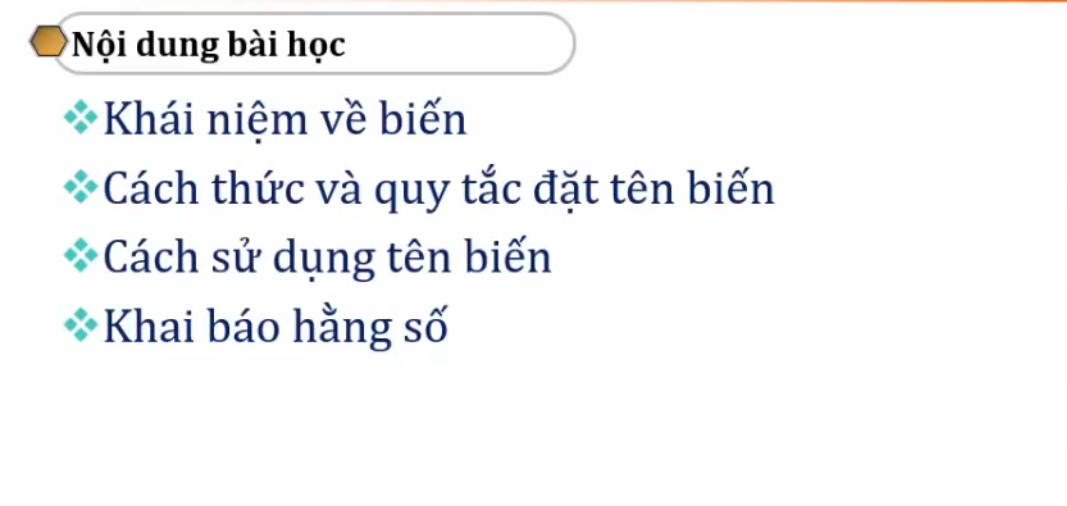 Nội dung bài học
Khái niệm về biến
Cách thức và quy tắc đặt tên biến
Cách sử dụng tên biến
Khai báo hằng số